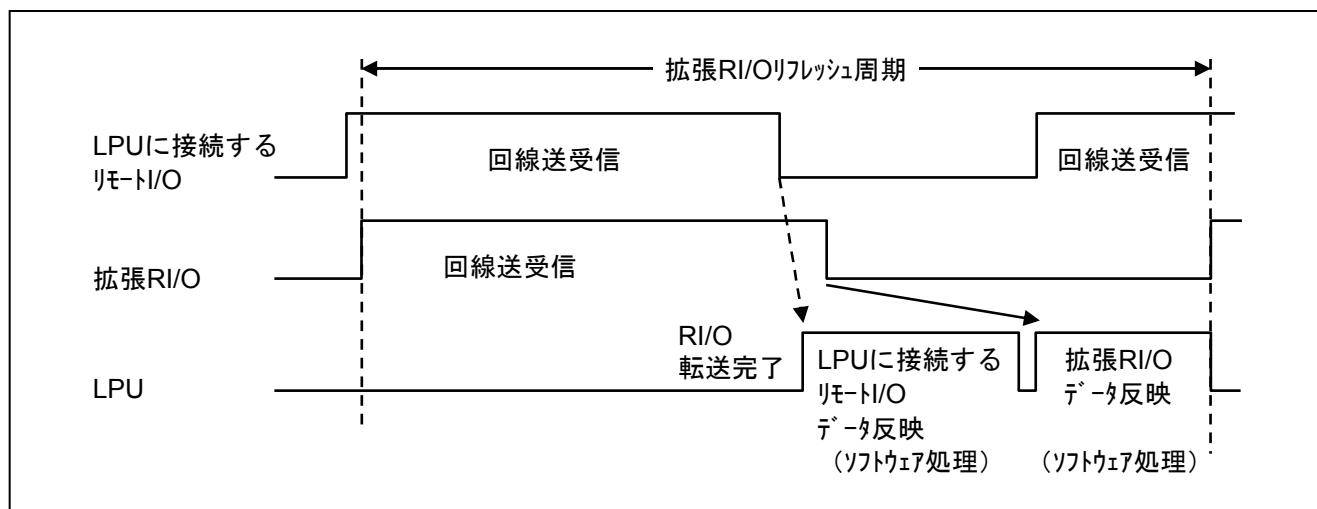 拡張RI/Oﾘﾌﾚｯｼｭ周期
LPUに接続する
ﾘﾓｰﾄI/O
回線送受信
回線送受信
拡張RI/O
回線送受信
LPU
RI/O
転送完了
LPUに接続する
ﾘﾓｰﾄI/O
ﾃﾞｰﾀ反映
（ｿﾌﾄｳｪｱ処理）
拡張RI/O
ﾃﾞｰﾀ反映
（ｿﾌﾄｳｪｱ処理）